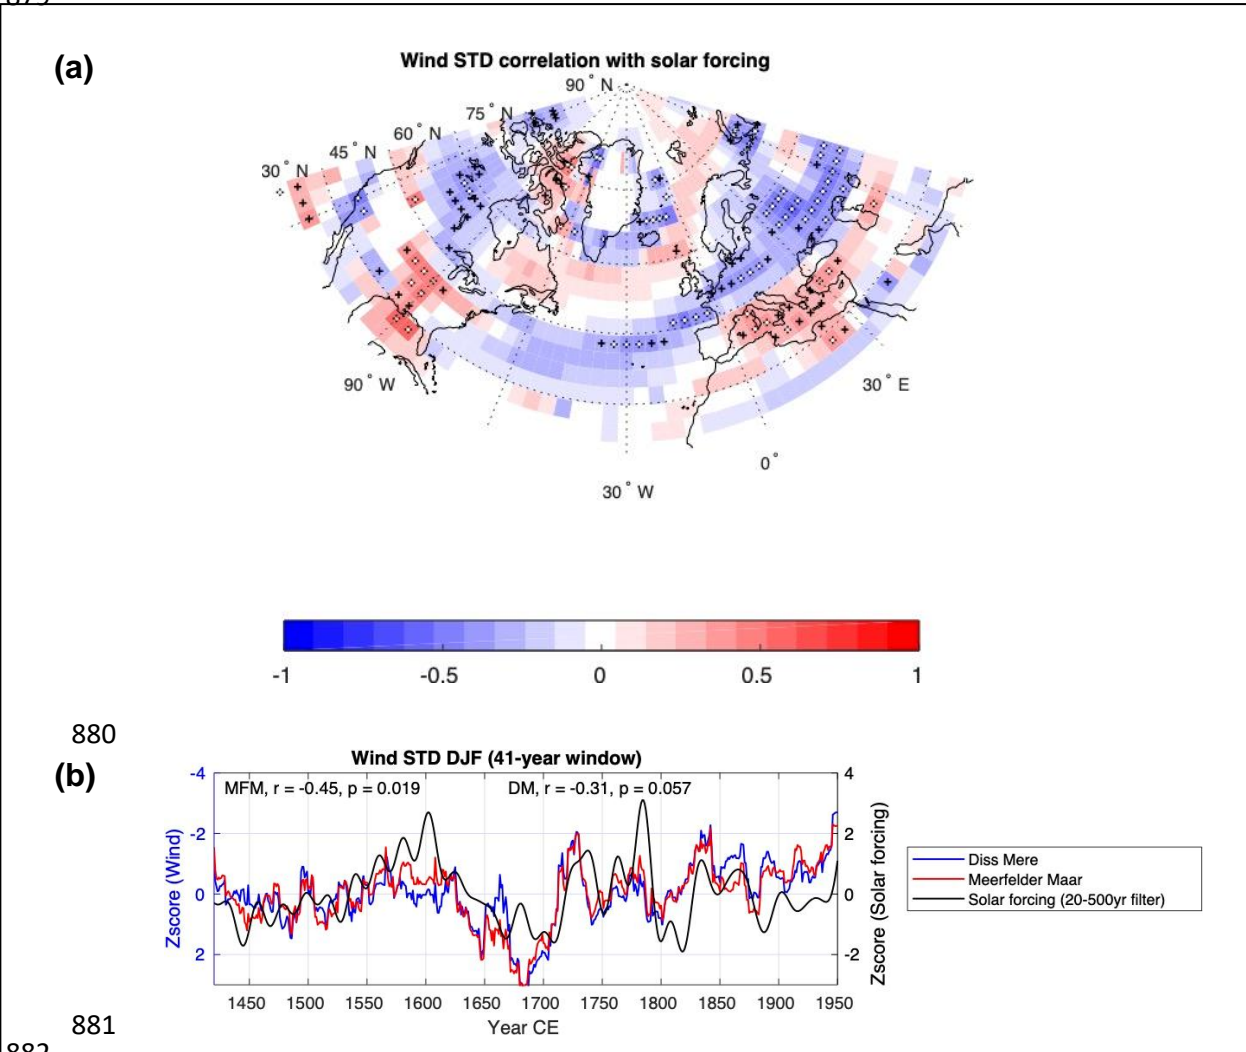 879
(a)
Wind STD correlation with solar forcing
90° N
75° N
60° N
45° N
30° N
90° W
30° E
0°
30° W
-1 -0.5 0 0.5 1
880
(b)
Wind STD DJF (41-year window)
MFM, r = -0.45, p = 0.019 DM, r = -0.31, p = 0.057
-4 -2 0 2
Zscore (Wind)
4 2 0 -2
Zscore (Solar forcing)
Diss Mere
Meerfelder Maar
Solar forcing (20-500yr filter)
1450 1500 1550 1600 1650 1700 1750 1800 1850 1900 1950
Year CE
881
882